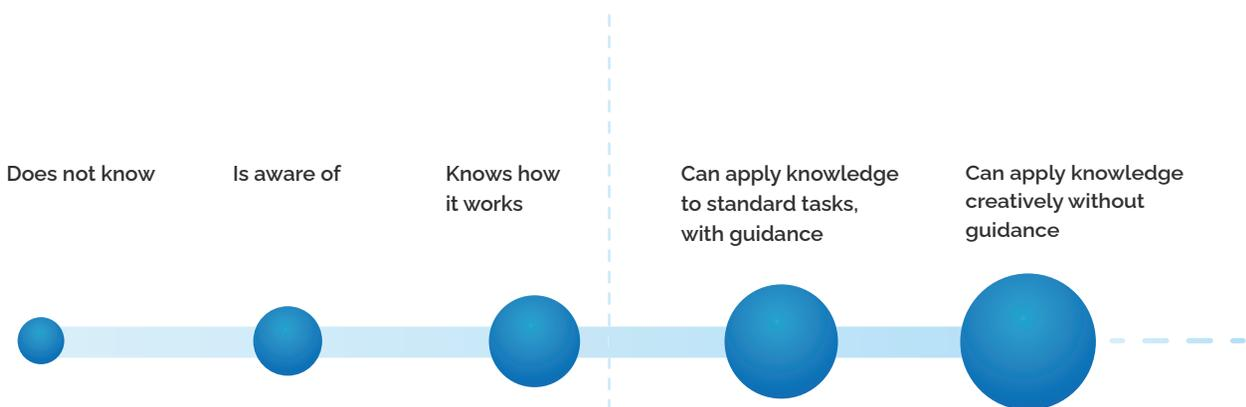 Does not know
Is aware of
Knows how
it works
Can apply knowledge
to standard tasks,
with guidance
Can apply knowledge
creatively without
guidance